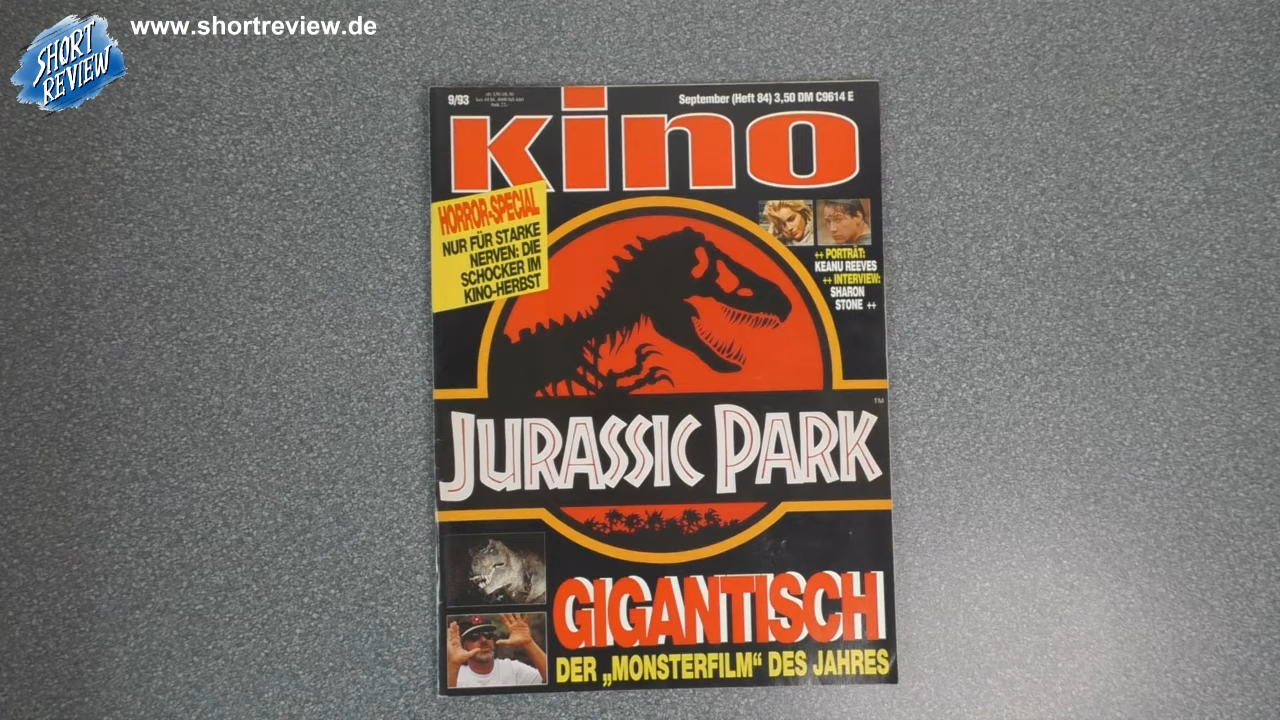 www.shortreview.de
SHORT
REVIEW
9/93
September (Heft 84) 3,50 DM C9614 E
kino
HORROR-SPECIAL
NUR FÜR STARKE
NERVEN: DIE
SCHOCKER IM
KINO-HERBST
++ PORTRÄT:
KEANU REEVES
++ INTERVIEW:
SHARON
STONE ++
JURASSIC PARK
TM
GIGANTISCH
DER „MONSTERFILM“ DES JAHRES